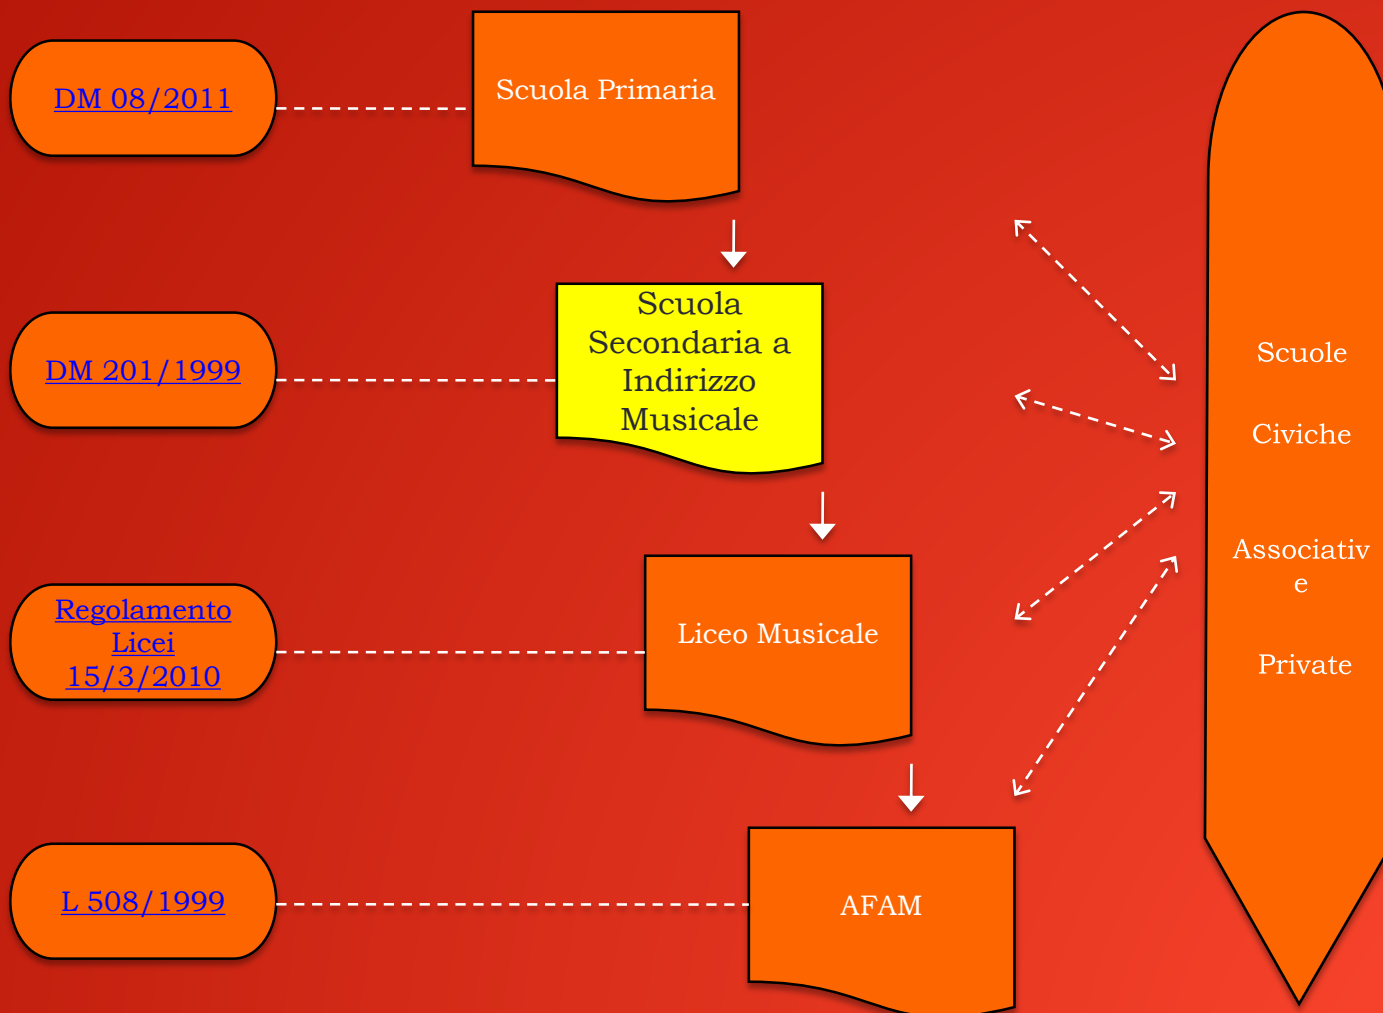 DM 08/2011
Scuola Primaria
DM 201/1999
Scuola
Secondaria a
Indirizzo
Musicale
Regolamento
Licei
15/3/2010
Liceo Musicale
L 508/1999
AFAM
Scuole
Civiche
Associativ
e
Private